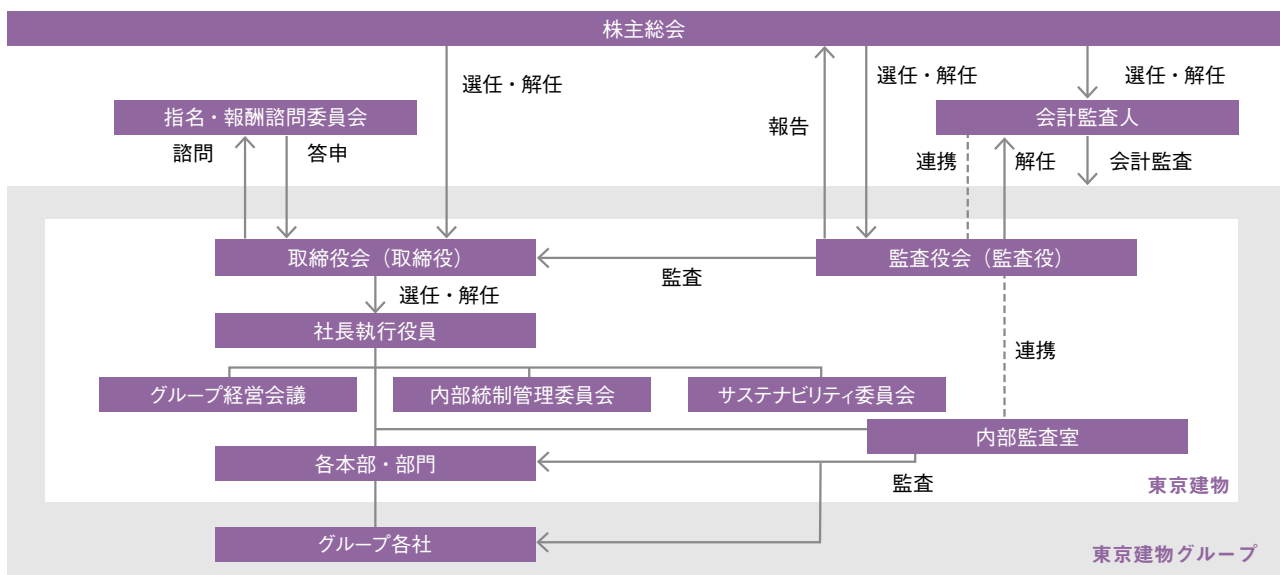 株主総会
選任・解任
選任・解任
選任・解任
指名・報酬諮問委員会
会計監査人
報告
諮問
答申
連携
解任
会計監査
取締役会（取締役）
監査役会（監査役）
監査
選任・解任
社長執行役員
連携
グループ経営会議
内部統制管理委員会
サステナビリティ委員会
内部監査室
各本部・部門
監査
東京建物
グループ各社
東京建物グループ